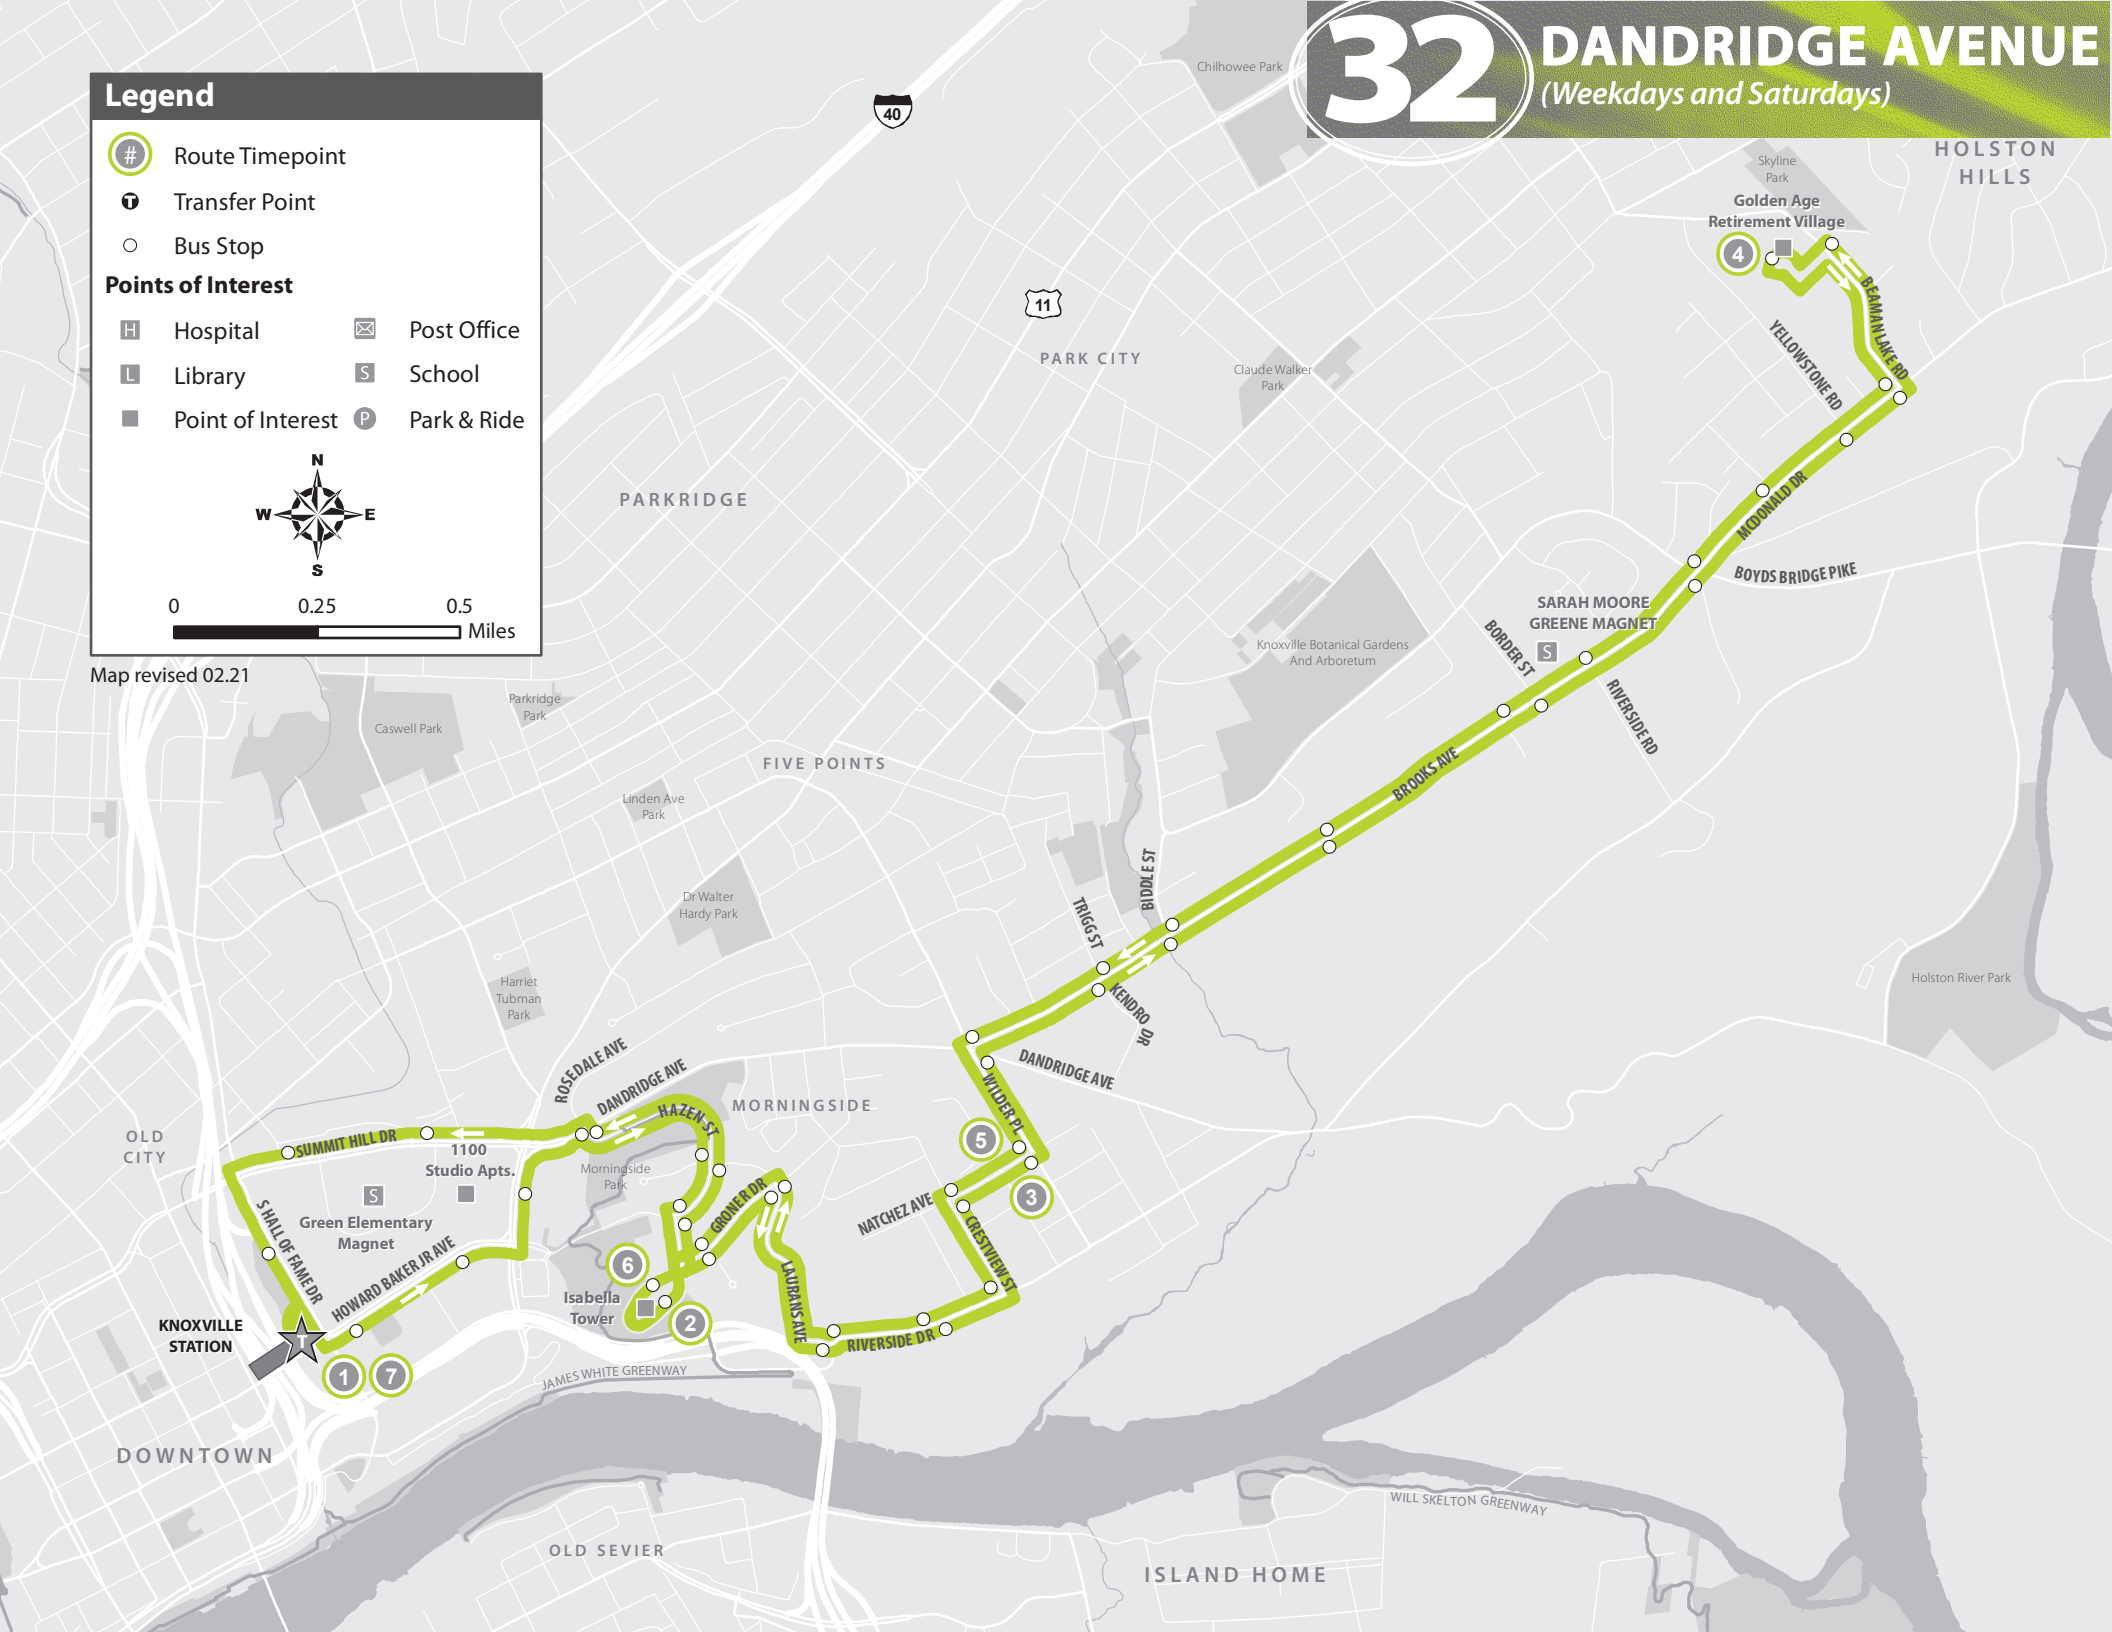 32
DANDRIDGE AVENUE
(Weekdays and Saturdays)
Legend
#
Route Timepoint
T
Transfer Point
Bus Stop
Points of Interest
H
Hospital
Post Office
L
Library
S
School
Point of Interest
P
Park & Ride
N
W
E
S
0
0.25
0.5
Miles
Map revised 02.21
40
11
Chilhowee Park
HOLSTON
HILLS
Skyline
Park
Golden Age
Retirement Village
4
BEAMAN LAKE RD
YELLOWSTONE RD
PARK CITY
Claude Walker
Park
PARKRIDGE
MCDONALD DR
BOYDS BRIDGE PIKE
SARAH MOORE
GREENE MAGNET
S
BORDER ST
RIVERSIDE RD
Knoxville Botanical Gardens
And Arboretum
Parkridge
Park
Caswell Park
FIVE POINTS
BROOKS AVE
Linden Ave
Park
Dr Walter
Hardy Park
BIDDLE ST
TRIGG ST
KENDRO DR
Holston River Park
Harriet
Tubman
Park
ROSEDALE AVE
DANDRIDGE AVE
HAZEN ST
MORNINGSIDE
DANDRIDGE AVE
WILDER PL
5
3
OLD
CITY
SUMMIT HILL DR
1100
Studio Apts.
Morningside
Park
S
Green Elementary
Magnet
S HALL OF FAME DR
HOWARD BAKER JR AVE
GRONER DR
NATCHEZ AVE
CRESTVIEW ST
6
Isabella
Tower
2
LAURANS AVE
RIVERSIDE DR
KNOXVILLE
STATION
T
1
7
JAMES WHITE GREENWAY
DOWNTOWN
OLD SEVIER
WILL SKELTON GREENWAY
ISLAND HOME